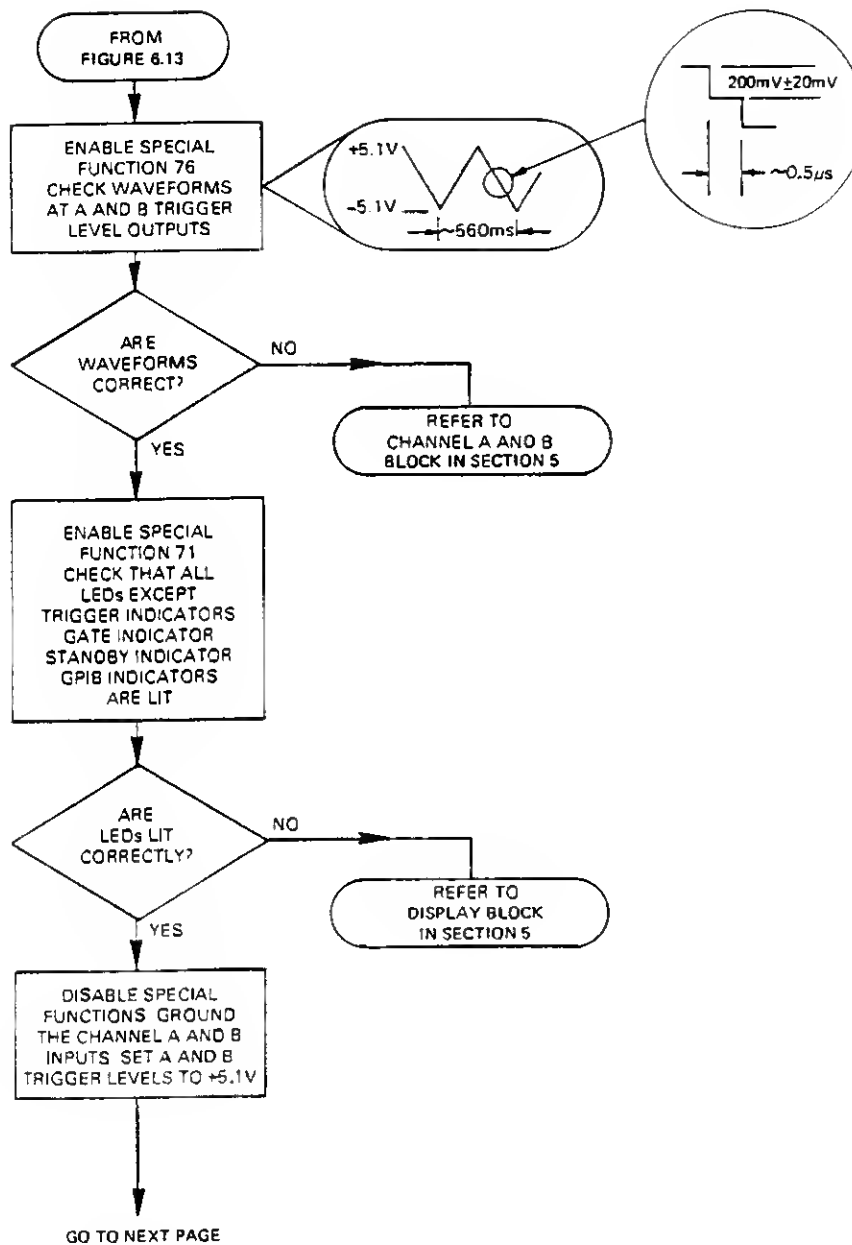 FROM
FIGURE 6.13
ENABLE SPECIAL
FUNCTION 76
CHECK WAVEFORMS
AT A AND B TRIGGER
LEVEL OUTPUTS
+5.1V
-5.1V
~560ms
200mV±20mV
~0.5µs
ARE
WAVEFORMS
CORRECT?
NO
REFER TO
CHANNEL A AND B
BLOCK IN SECTION 5
YES
ENABLE SPECIAL
FUNCTION 71
CHECK THAT ALL
LEDs EXCEPT
TRIGGER INDICATORS
GATE INDICATOR
STANDBY INDICATOR
GPIB INDICATORS
ARE LIT
ARE
LEDs LIT
CORRECTLY?
NO
REFER TO
DISPLAY BLOCK
IN SECTION 5
YES
DISABLE SPECIAL
FUNCTIONS GROUND
THE CHANNEL A AND B
INPUTS SET A AND B
TRIGGER LEVELS TO +5.1V
GO TO NEXT PAGE